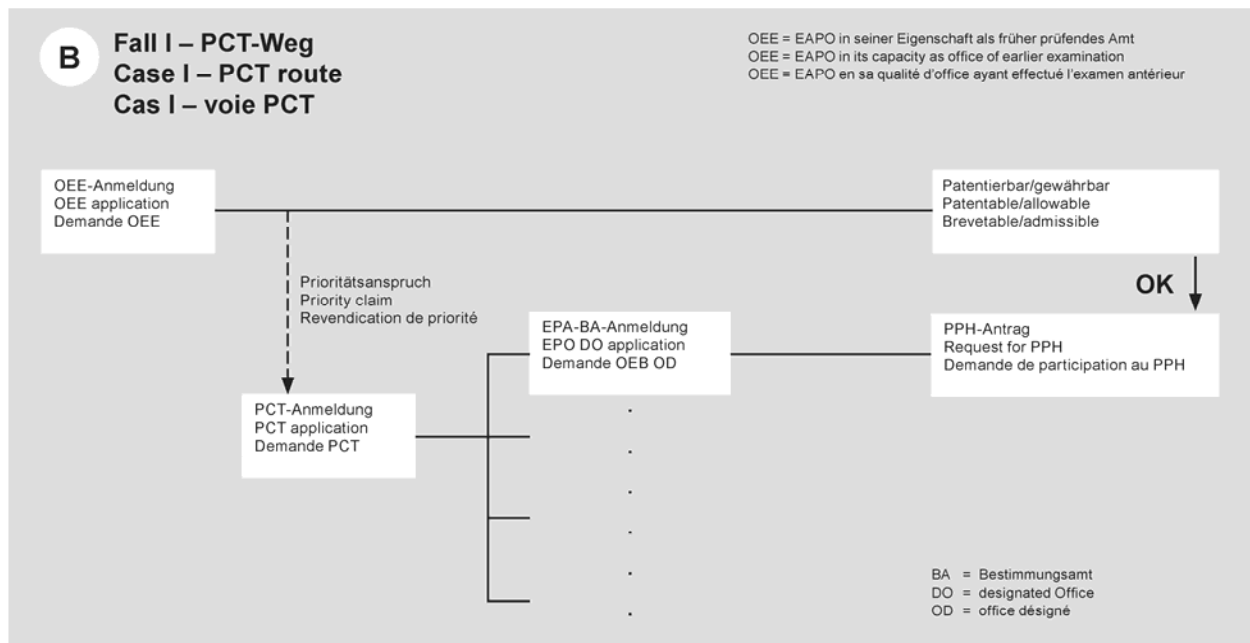 B
Fall I – PCT-Weg
Case I – PCT route
Cas I – voie PCT
OEE = EAPO in seiner Eigenschaft als früher prüfendes Amt
OEE = EAPO in its capacity as office of earlier examination
OEE = EAPO en sa qualité d'office ayant effectué l'examen antérieur
OEE-Anmeldung
OEE application
Demande OEE
Patentierbar/gewährbar
Patentable/allowable
Brevetable/admissible
Prioritätsanspruch
Priority claim
Revendication de priorité
OK
EPA-BA-Anmeldung
EPO DO application
Demande OEB OD
PPH-Antrag
Request for PPH
Demande de participation au PPH
PCT-Anmeldung
PCT application
Demande PCT
BA = Bestimmungsamt
DO = designated Office
OD = office désigné